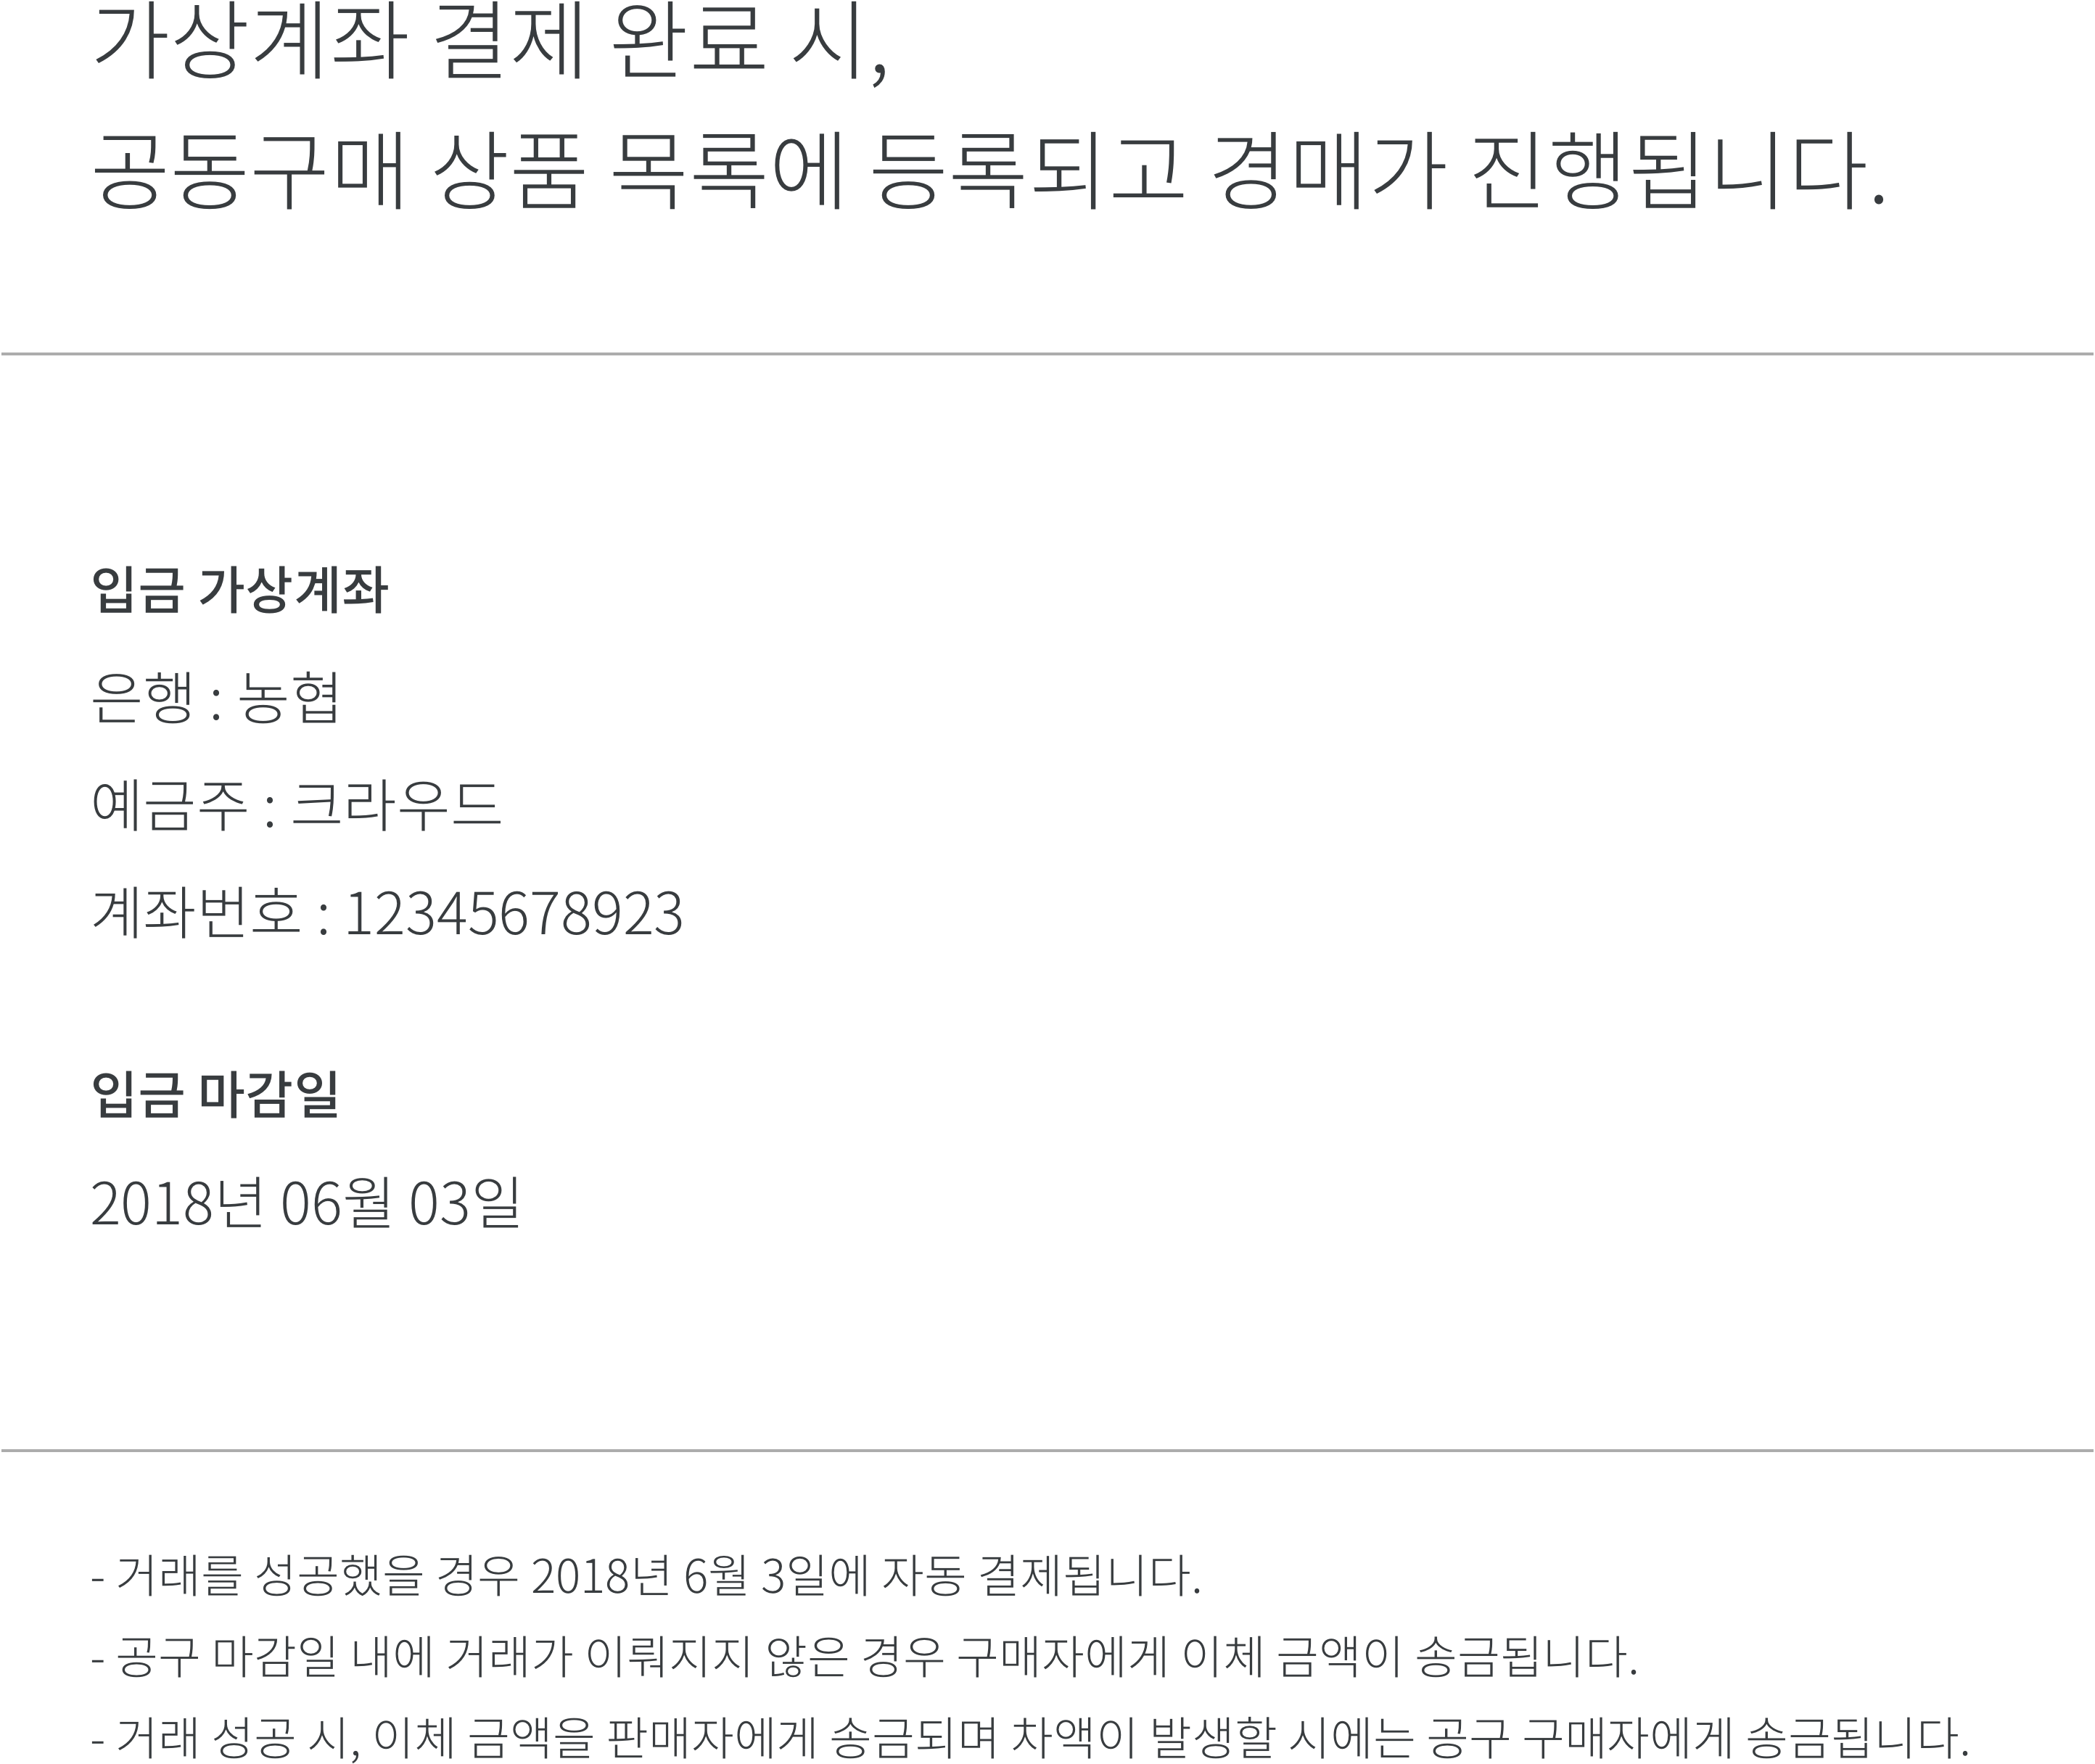 가상계좌 결제 완료 시,
공동구매 상품 목록에 등록되고 경매가 진행됩니다.
입금 가상계좌
은행 : 농협
예금주 : 크라우드
계좌번호 : 12345678923
입금 마감일
2018년 06월 03일
- 거래를 성공했을 경우 2018년 6월 3일에 자동 결제됩니다.
- 공구 마감일 내에 거래가 이뤄지지 않은 경우 구매자에게 이체 금액이 송금됩니다.
- 거래 성공 시, 이체 금액은 판매자에게 송금되며 차액이 발생할 시에는 공구 구매자에게 송금됩니다.